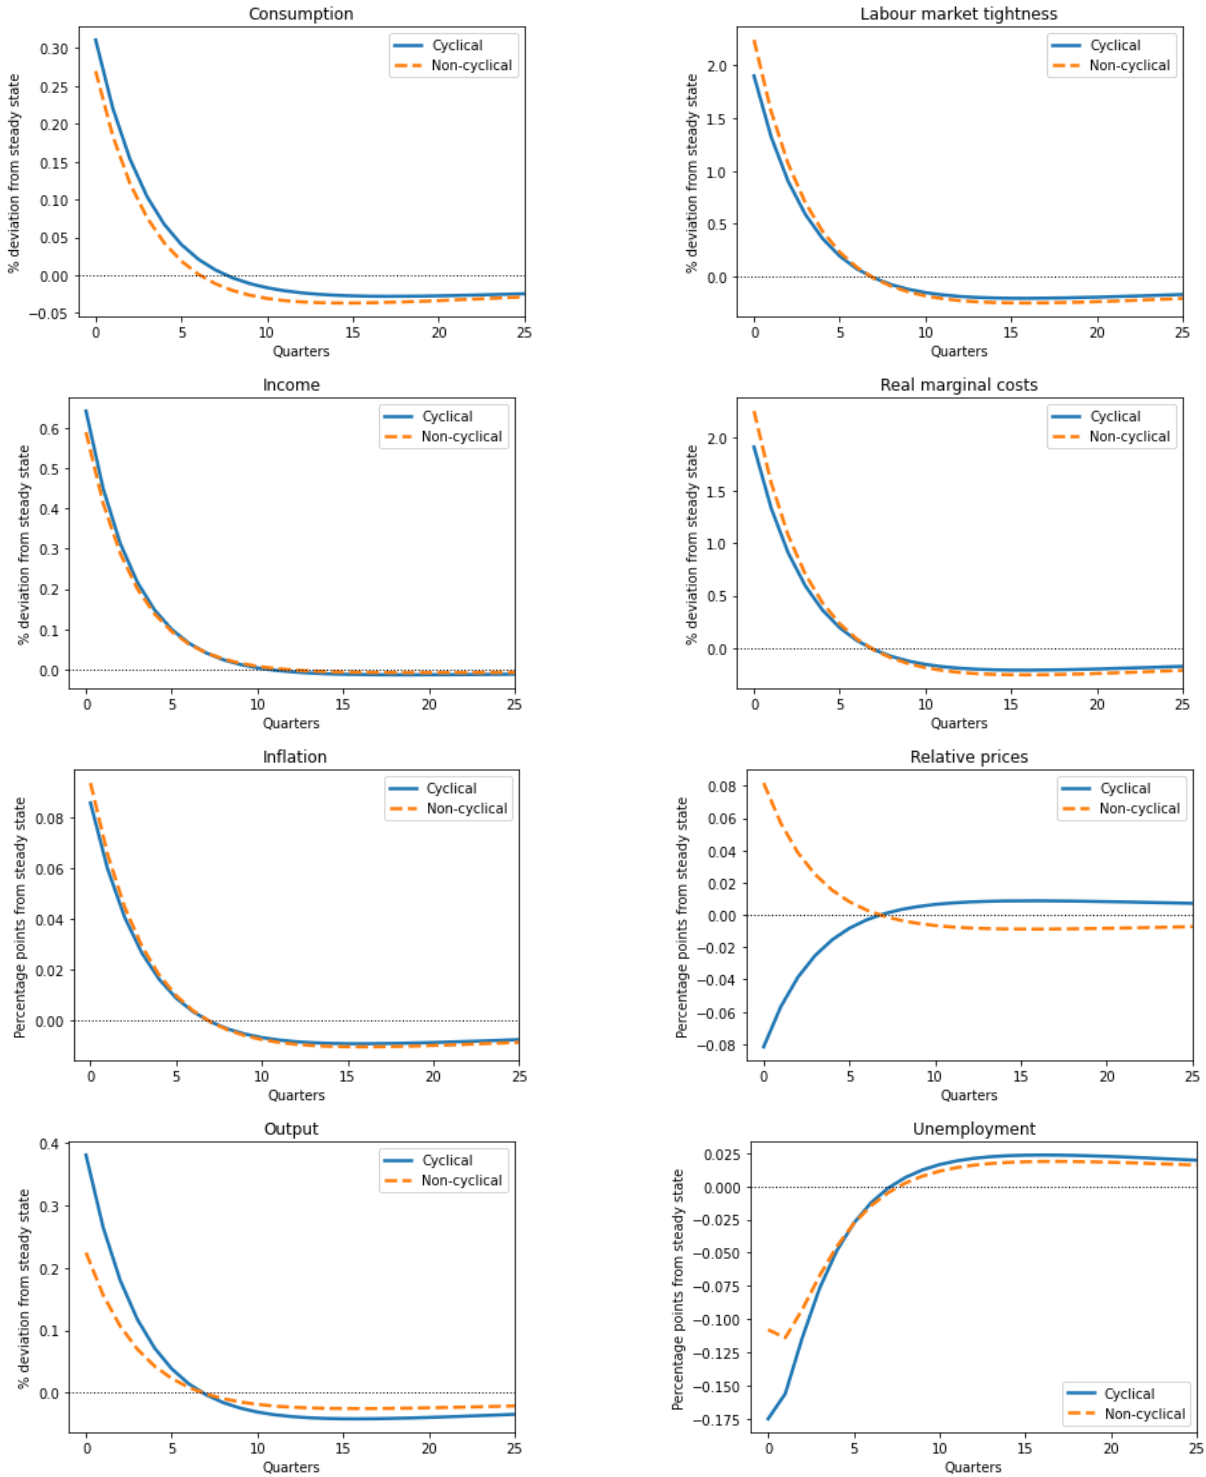 Consumption
% deviation from steady state
0.30
0.25
0.20
0.15
0.10
0.05
0.00
−0.05
Cyclical
Non-cyclical
0 5 10 15 20 25
Quarters
Labour market tightness
% deviation from steady state
2.0
1.5
1.0
0.5
0.0
Cyclical
Non-cyclical
0 5 10 15 20 25
Quarters
Income
% deviation from steady state
0.6
0.5
0.4
0.3
0.2
0.1
0.0
Cyclical
Non-cyclical
0 5 10 15 20 25
Quarters
Real marginal costs
% deviation from steady state
2.0
1.5
1.0
0.5
0.0
Cyclical
Non-cyclical
0 5 10 15 20 25
Quarters
Inflation
Percentage points from steady state
0.08
0.06
0.04
0.02
0.00
Cyclical
Non-cyclical
0 5 10 15 20 25
Quarters
Relative prices
Percentage points from steady state
0.08
0.06
0.04
0.02
0.00
−0.02
−0.04
−0.06
−0.08
Cyclical
Non-cyclical
0 5 10 15 20 25
Quarters
Output
% deviation from steady state
0.4
0.3
0.2
0.1
0.0
Cyclical
Non-cyclical
0 5 10 15 20 25
Quarters
Unemployment
Percentage points from steady state
0.025
0.000
−0.025
−0.050
−0.075
−0.100
−0.125
−0.150
−0.175
Cyclical
Non-cyclical
0 5 10 15 20 25
Quarters